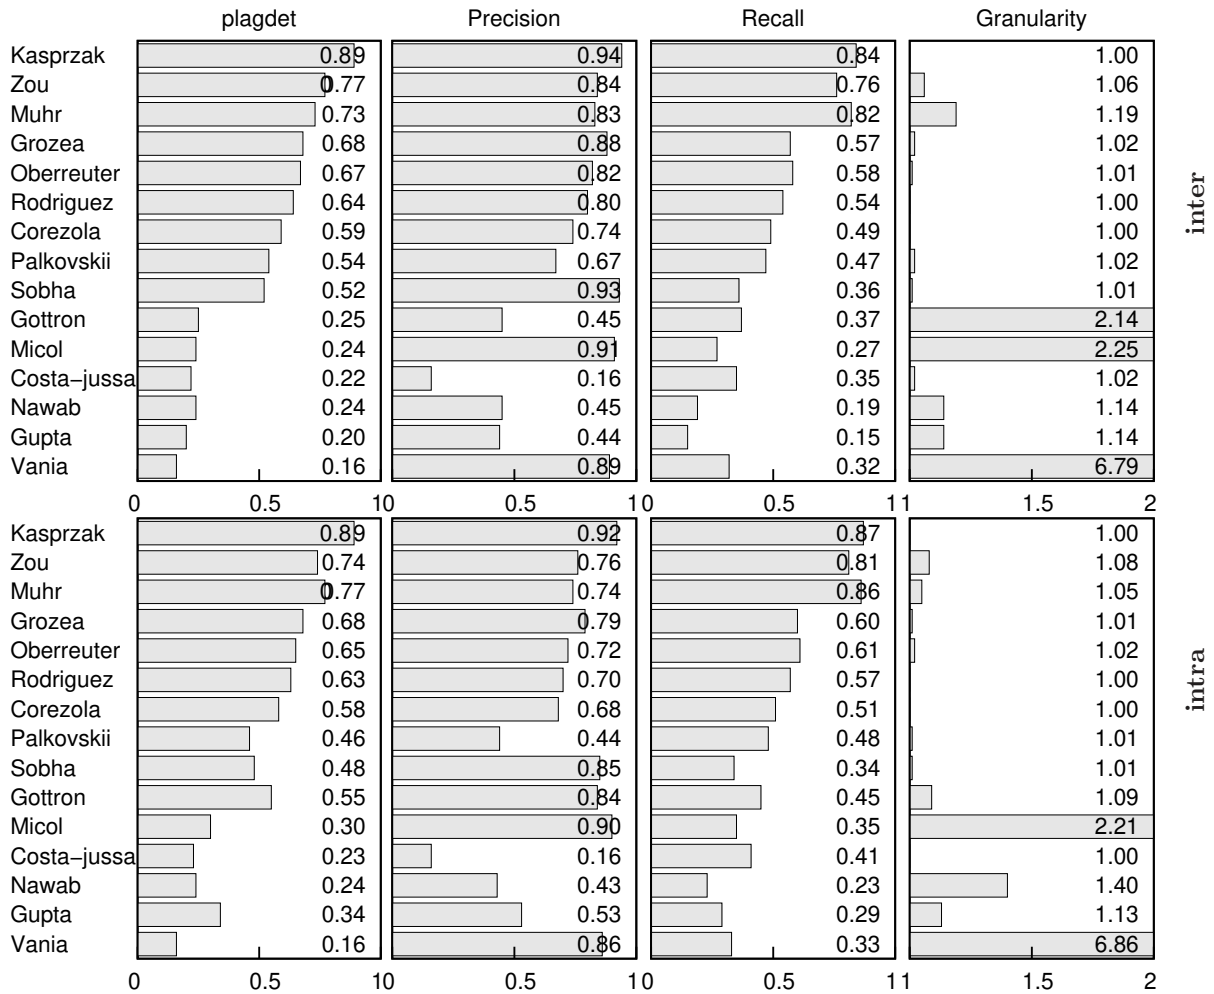 plagdet Precision Recall Granularity
Kasprzak 0.89 0.94 0.84 1.00
Zou 0.77 0.84 0.76 1.06
Muhr 0.73 0.83 0.82 1.19
Grozea 0.68 0.88 0.57 1.02
Oberreuter 0.67 0.82 0.58 1.01
Rodriguez 0.64 0.80 0.54 1.00
Corezola 0.59 0.74 0.49 1.00
Palkovskii 0.54 0.67 0.47 1.02
Sobha 0.52 0.93 0.36 1.01
Gottron 0.25 0.45 0.37 2.14
Micol 0.24 0.91 0.27 2.25
Costa−jussa 0.22 0.16 0.35 1.02
Nawab 0.24 0.45 0.19 1.14
Gupta 0.20 0.44 0.15 1.14
Vania 0.16 0.89 0.32 6.79
inter
0 0.5 1 0 0.5 1 0 0.5 1 1 1.5 2
Kasprzak 0.89 0.92 0.87 1.00
Zou 0.74 0.76 0.81 1.08
Muhr 0.77 0.74 0.86 1.05
Grozea 0.68 0.79 0.60 1.01
Oberreuter 0.65 0.72 0.61 1.02
Rodriguez 0.63 0.70 0.57 1.00
Corezola 0.58 0.68 0.51 1.00
Palkovskii 0.46 0.44 0.48 1.01
Sobha 0.48 0.85 0.34 1.01
Gottron 0.55 0.84 0.45 1.09
Micol 0.30 0.90 0.35 2.21
Costa−jussa 0.23 0.16 0.41 1.00
Nawab 0.24 0.43 0.23 1.40
Gupta 0.34 0.53 0.29 1.13
Vania 0.16 0.86 0.33 6.86
intra
0 0.5 1 0 0.5 1 0 0.5 1 1 1.5 2